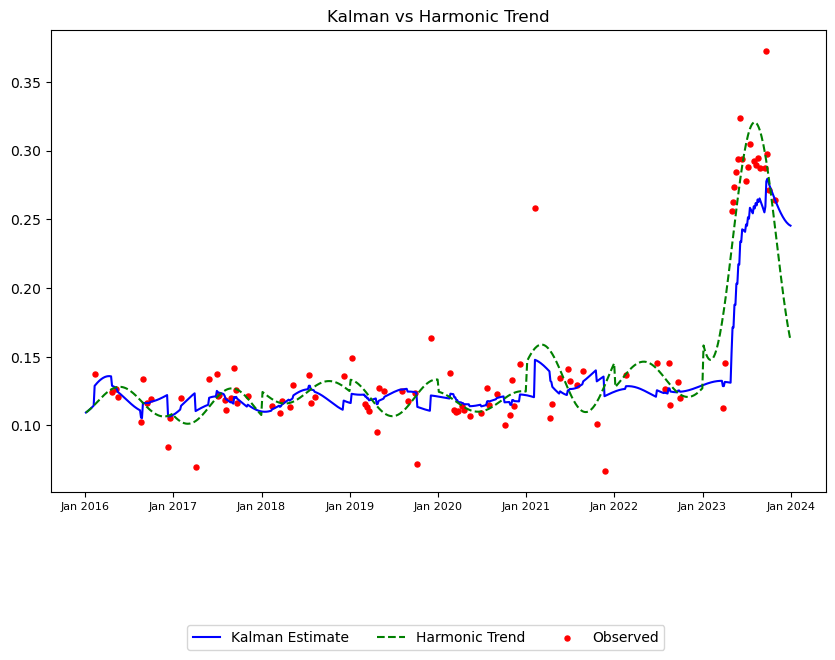 Kalman vs Harmonic Trend
0.35
0.30
0.25
0.20
0.15
0.10
Jan 2016 Jan 2017 Jan 2018 Jan 2019 Jan 2020 Jan 2021 Jan 2022 Jan 2023 Jan 2024
Kalman Estimate Harmonic Trend Observed